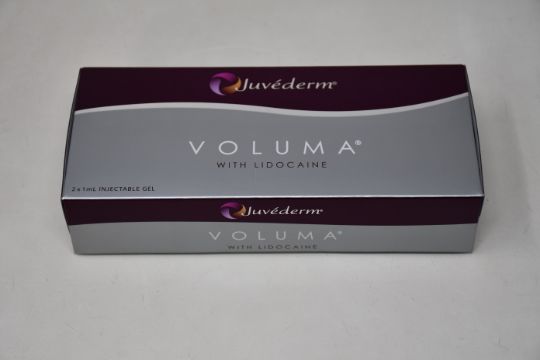 Juvéderm®
VOLUMA®
WITH LIDOCAINE
2 x 1mL INJECTABLE GEL
Juvéderm®
VOLUMA®
WITH LIDOCAINE